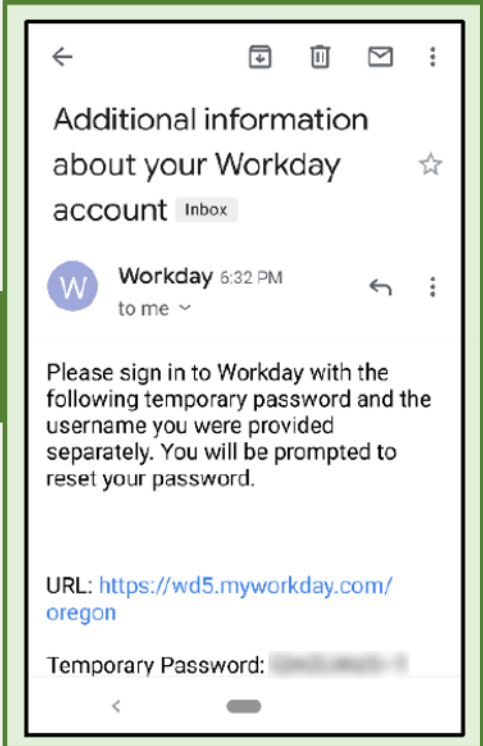 Additional information
about your Workday
account Inbox
W
Workday 6:32 PM
to me
Please sign in to Workday with the
following temporary password and the
username you were provided
separately. You will be prompted to
reset your password.
URL: https://wd5.myworkday.com/
oregon
Temporary Password: